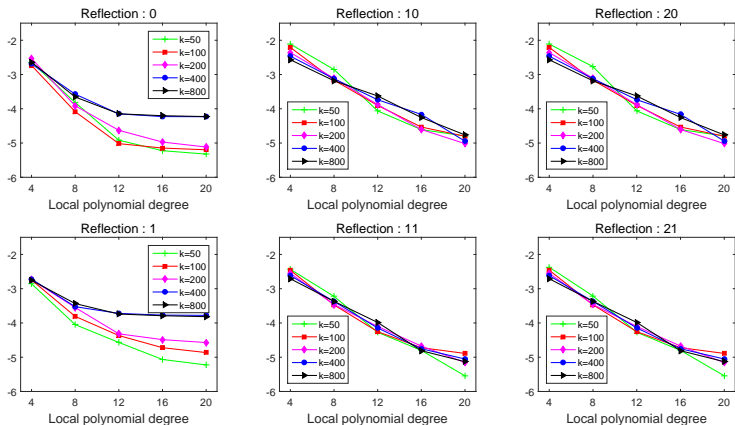 Reflection : 0
-2
-3
-4
-5
-6
k=50
k=100
k=200
k=400
k=800
4 8 12 16 20
Local polynomial degree
Reflection : 10
-2
-3
-4
-5
-6
k=50
k=100
k=200
k=400
k=800
4 8 12 16 20
Local polynomial degree
Reflection : 20
-2
-3
-4
-5
-6
k=50
k=100
k=200
k=400
k=800
4 8 12 16 20
Local polynomial degree
Reflection : 1
-2
-3
-4
-5
-6
k=50
k=100
k=200
k=400
k=800
4 8 12 16 20
Local polynomial degree
Reflection : 11
-2
-3
-4
-5
-6
k=50
k=100
k=200
k=400
k=800
4 8 12 16 20
Local polynomial degree
Reflection : 21
-2
-3
-4
-5
-6
k=50
k=100
k=200
k=400
k=800
4 8 12 16 20
Local polynomial degree